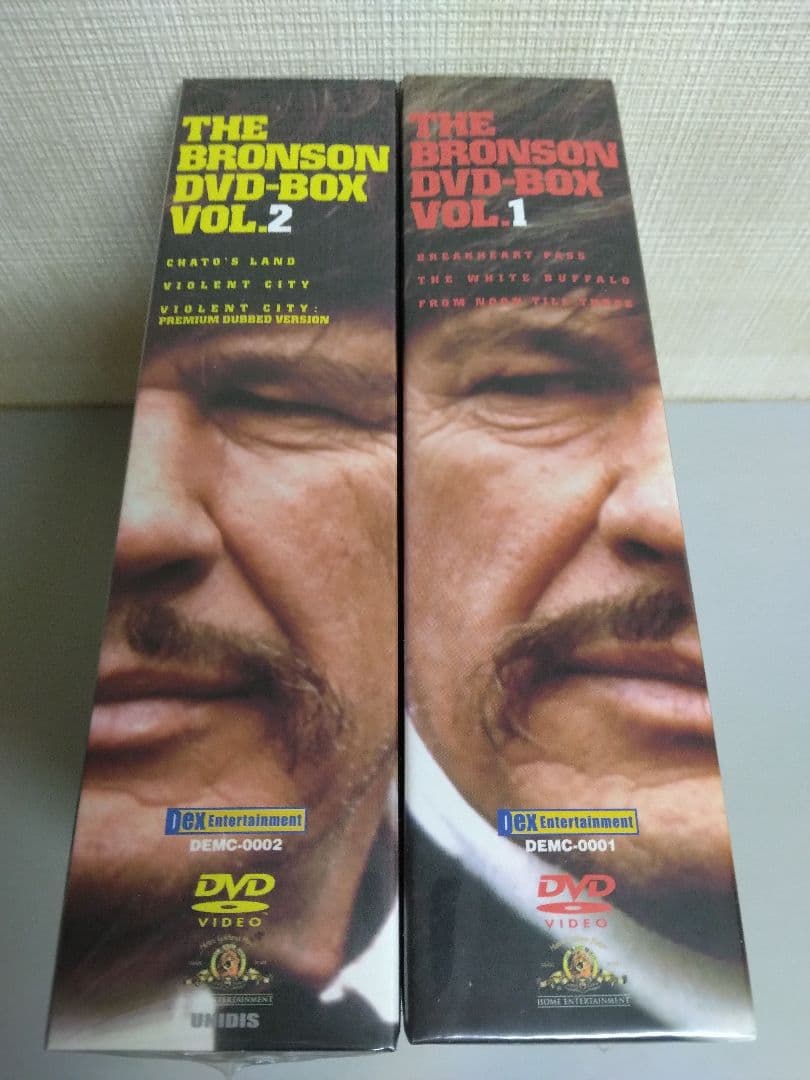 THE
BRONSON
DVD-BOX
VOL.2
CHATO'S LAND
VIOLENT CITY
VIOLENT CITY:
PREMIUM DUBBED VERSION
Dex Entertainment
DEMC-0002
DVD
VIDEO
ENTERTAINMENT
UNIDIS
THE
BRONSON
DVD-BOX
VOL.1
BREAKHEART PASS
THE WHITE BUFFALO
FROM NOON TILL THREE
Dex Entertainment
DEMC-0001
DVD
VIDEO
HOME ENTERTAINMENT